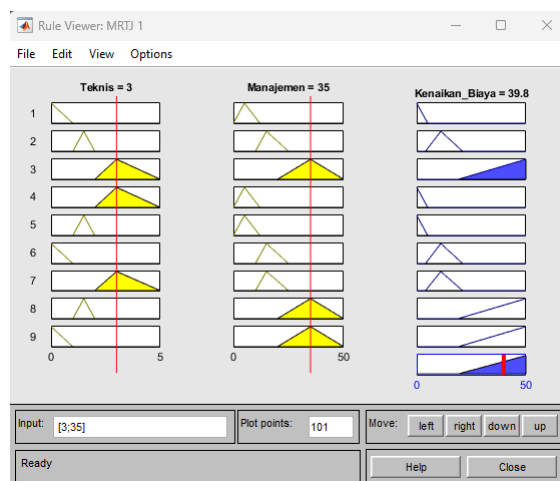 Rule Viewer: MRTJ 1
File Edit View Options
Teknis = 3 Manajemen = 35 Kenaikan_Biaya = 39.8
1
2
3
4
5
6
7
8
9
0 5 0 50
0 50
Input: [3;35] Plot points: 101 Move: left right down up
Ready Help Close